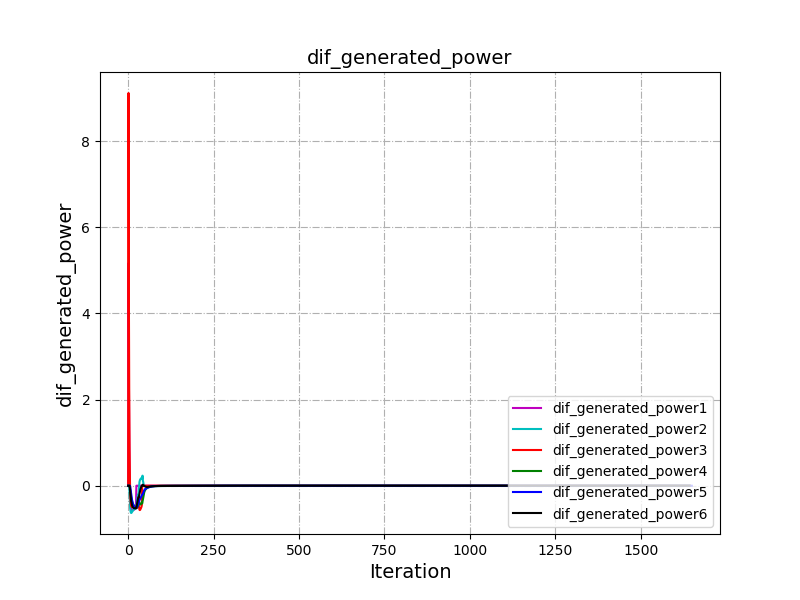 dif_generated_power
dif_generated_power
8
6
4
2
0
0
250
500
750
1000
1250
1500
Iteration
dif_generated_power1
dif_generated_power2
dif_generated_power3
dif_generated_power4
dif_generated_power5
dif_generated_power6